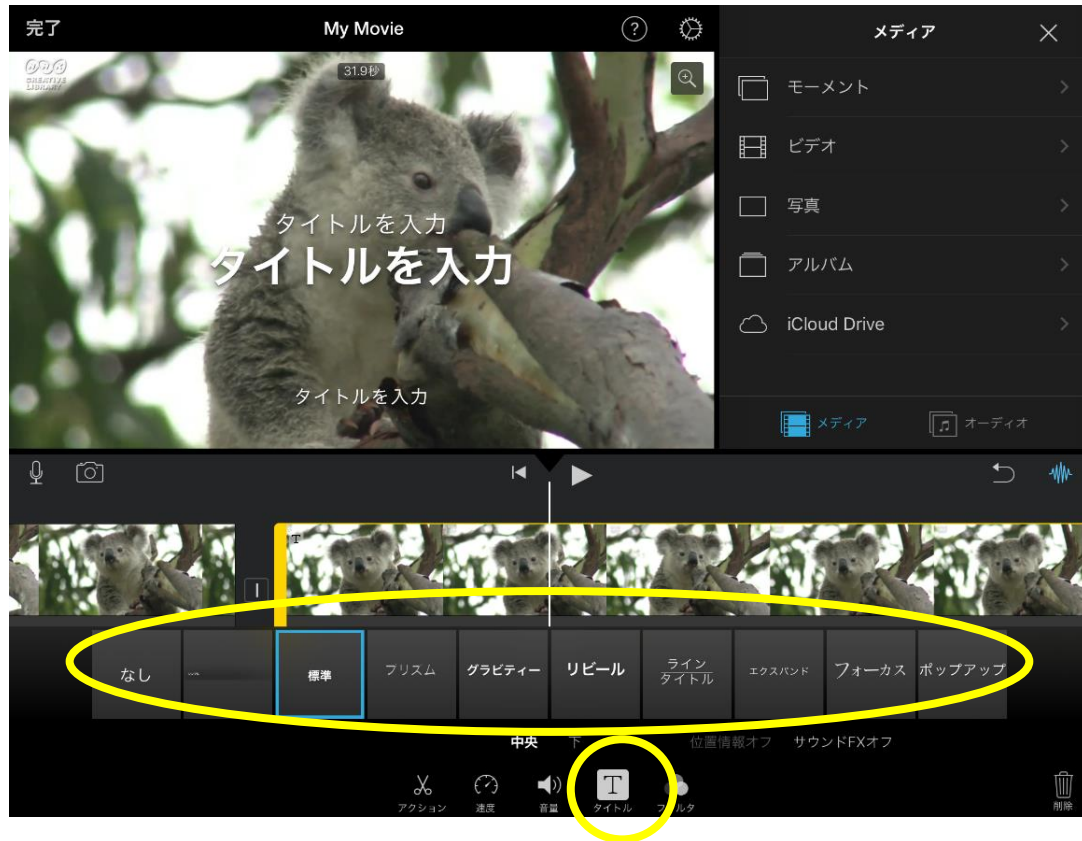 完了
My Movie
?
メディア
NHK
CREATIVE
LIBRARY
31.9秒
モーメント
ビデオ
写真
タイトルを入力
タイトルを入力
アルバム
iCloud Drive
タイトルを入力
メディア
オーディオ
T
なし
標準
プリズム
グラビティー
リビール
ライン
タイトル
エクスパンド
フォーカス
ポップアップ
中央
下
位置情報オフ
サウンドFXオフ
T
アクション
速度
音量
タイトル
削除